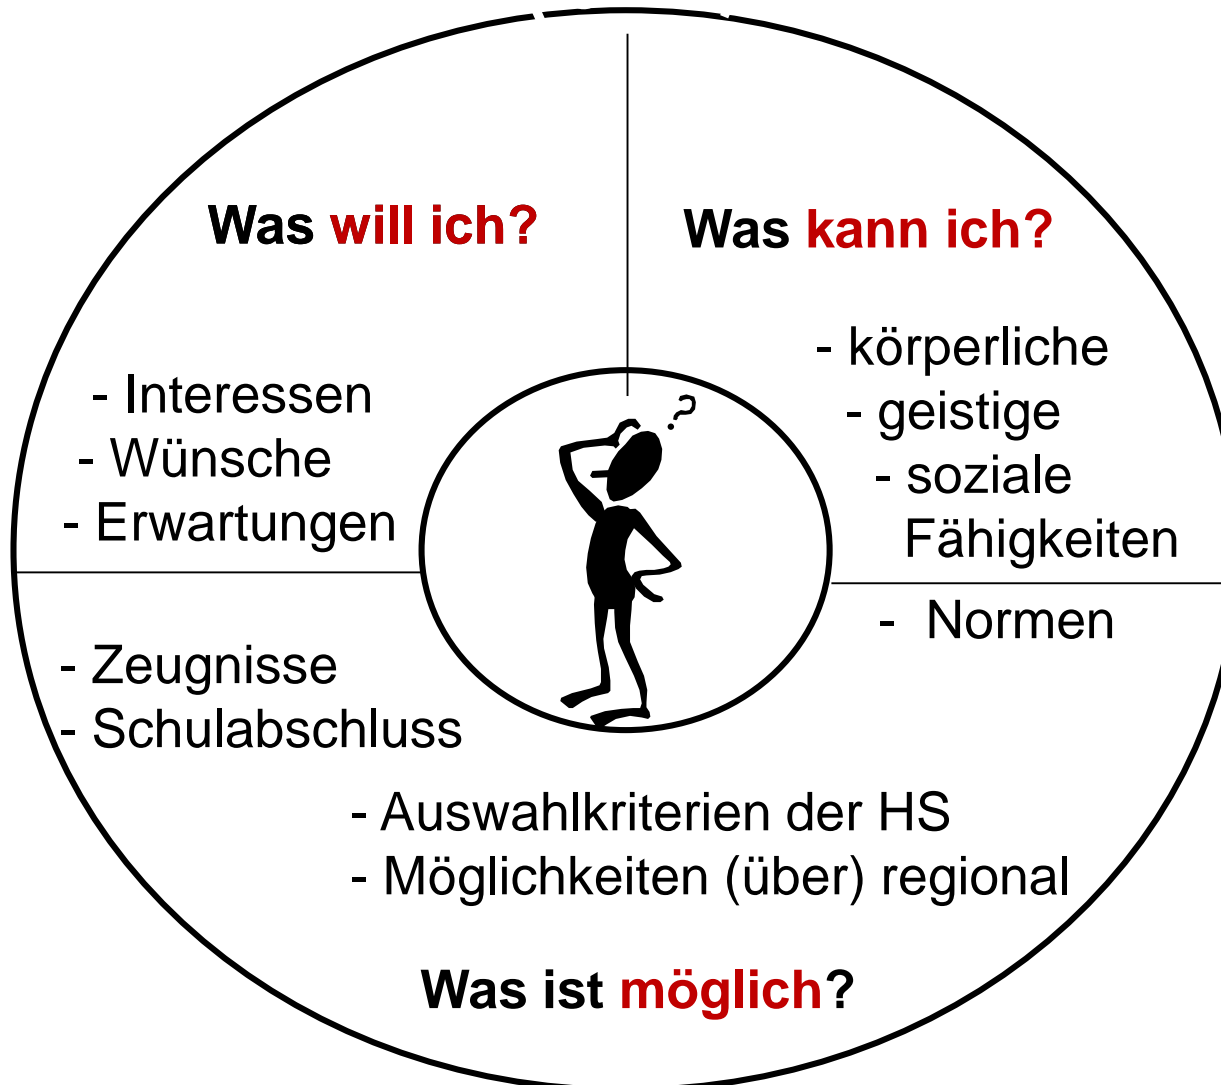 Was will ich?
- Interessen
- Wünsche
- Erwartungen
Was kann ich?
- körperliche
- geistige
- soziale
Fähigkeiten
- Zeugnisse
- Schulabschluss
- Normen
- Auswahlkriterien der HS
- Möglichkeiten (über) regional
Was ist möglich?
?